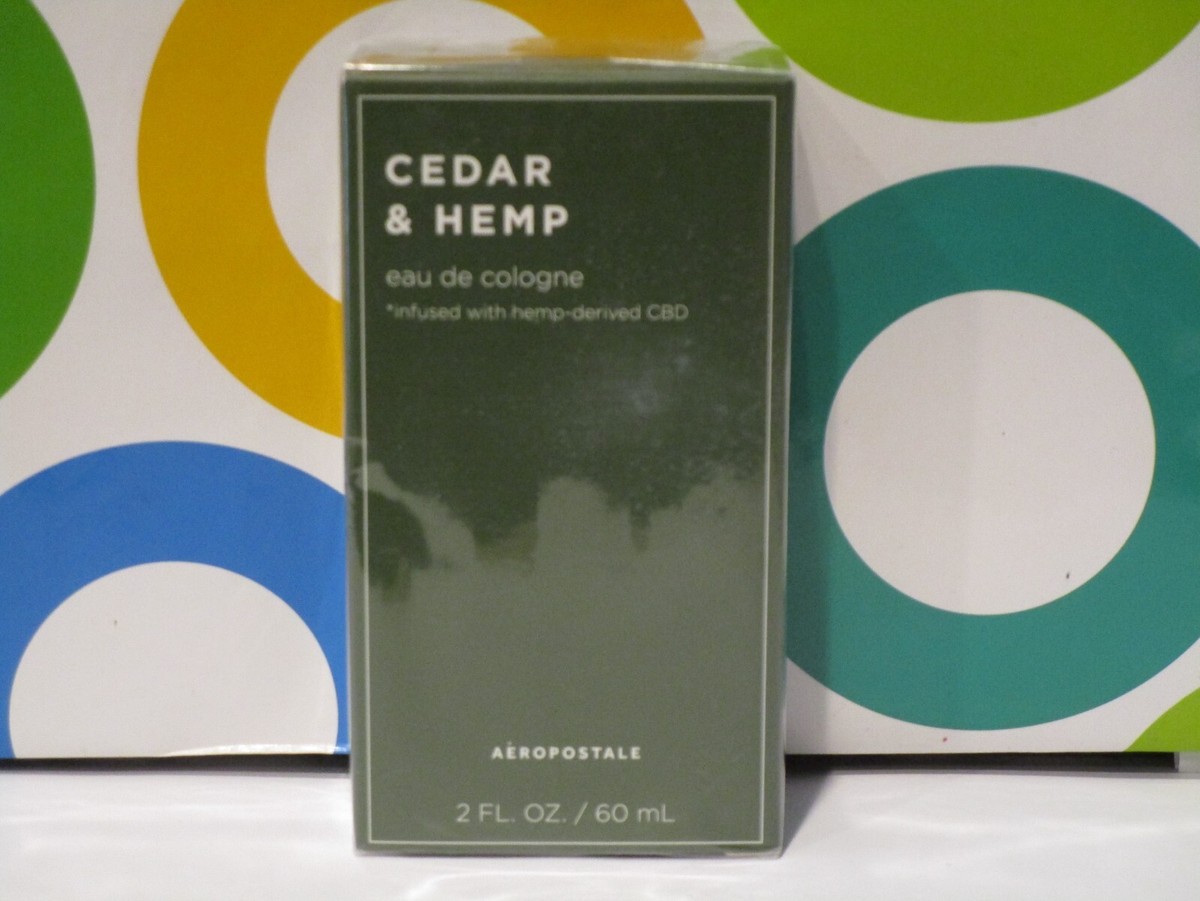 CEDAR
& HEMP
eau de cologne
*infused with hemp-derived CBD
AÉROPOSTALE
2 FL. OZ. / 60 mL